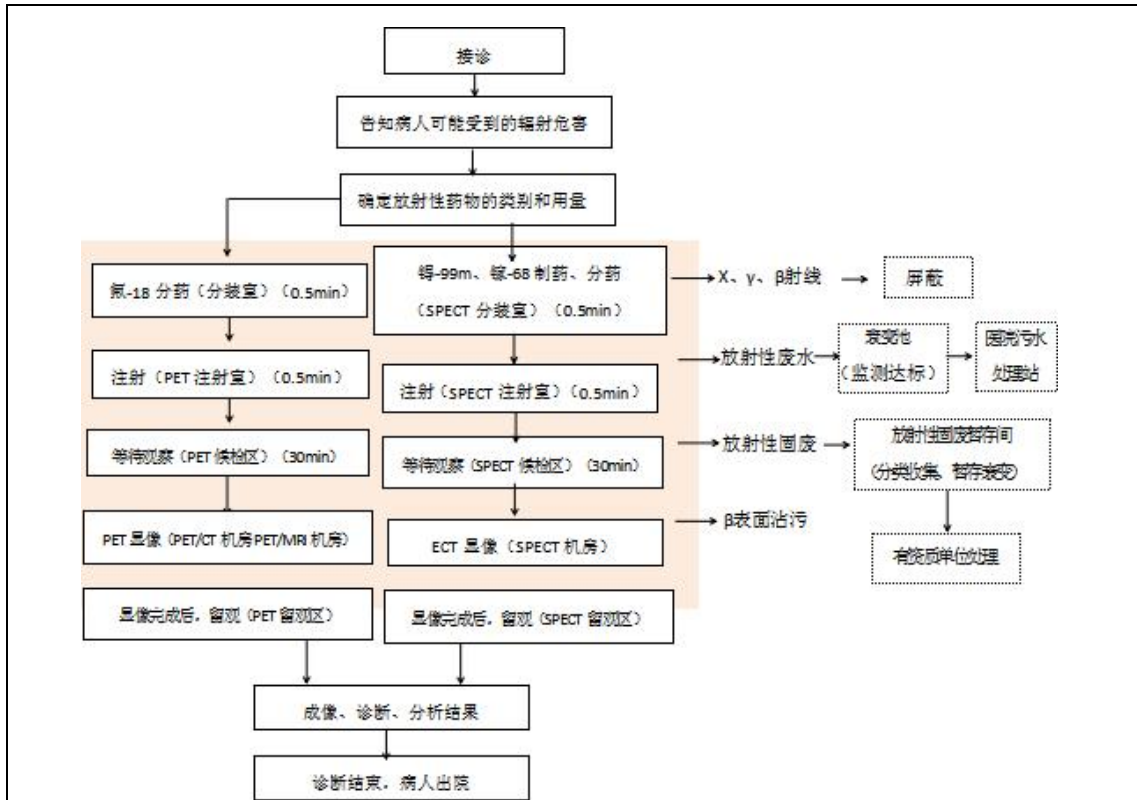 接诊
告知病人可能受到的辐射危害
确定放射性药物的类别和用量
氟-18 分药（分装室）（0.5min）
注射（PET 注射室）（0.5min）
等待观察（PET 候检区）（30min）
PET 显像（PET/CT 机房PET/MRI 机房）
显像完成后，留观（PET 留观区）
锝-99m、镓-68 制药、分药
（SPECT 分装室）（0.5min）
注射（SPECT 注射室）（0.5min）
等待观察（SPECT 候检区）（30min）
ECT 显像（SPECT 机房）
显像完成后，留观（SPECT 留观区）
X、γ、β射线
屏蔽
放射性废水
衰变池
（监测达标）
医院污水
处理站
放射性固废
放射性固废暂存间
（分类收集，暂存衰变）
有资质单位处理
β表面沾污
成像、诊断、分析结果
诊断结束，病人出院